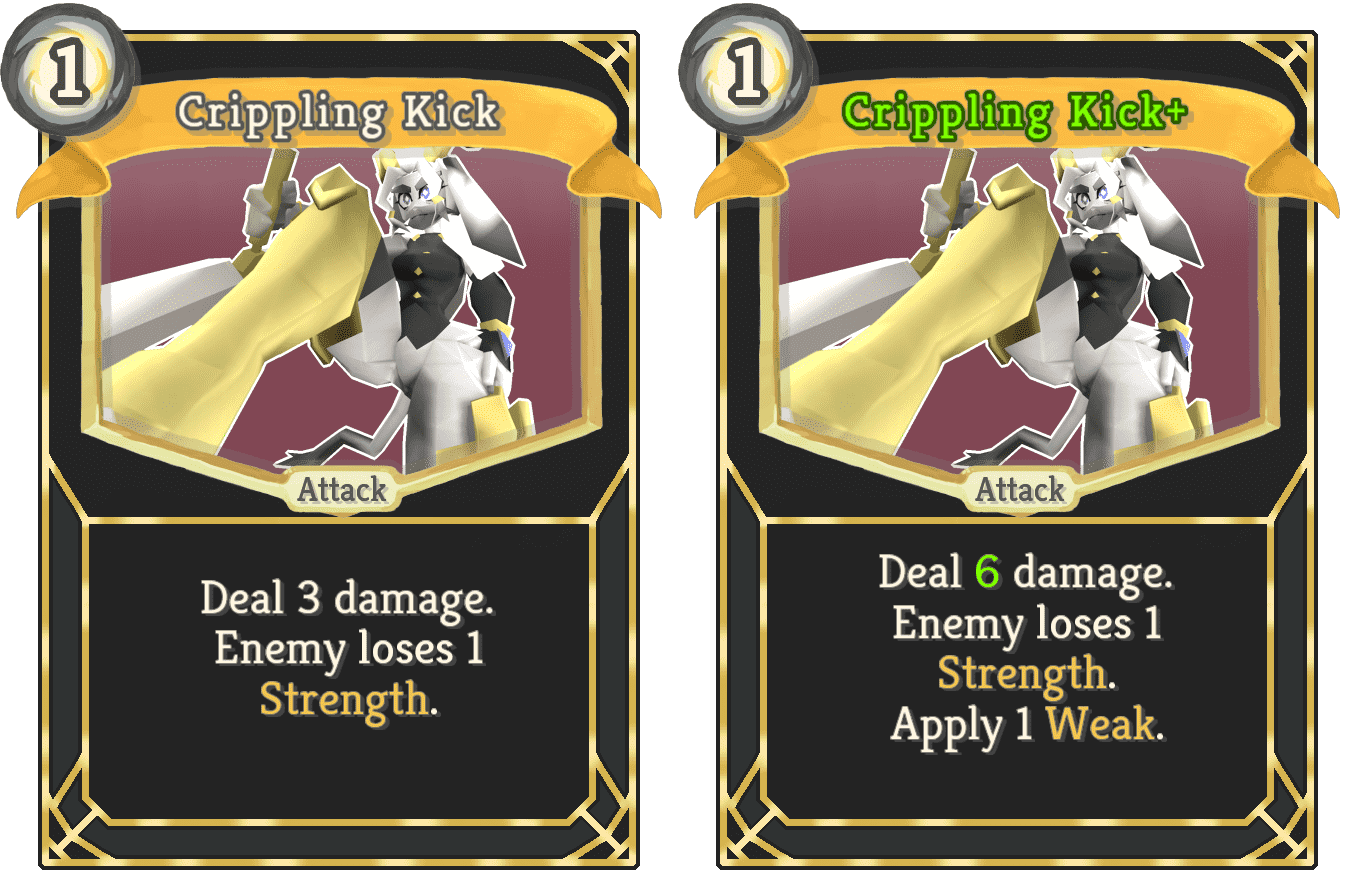 1
Crippling Kick
Attack
Deal 3 damage.
Enemy loses 1
Strength.
1
Crippling Kick+
Attack
Deal 6 damage.
Enemy loses 1
Strength.
Apply 1 Weak.